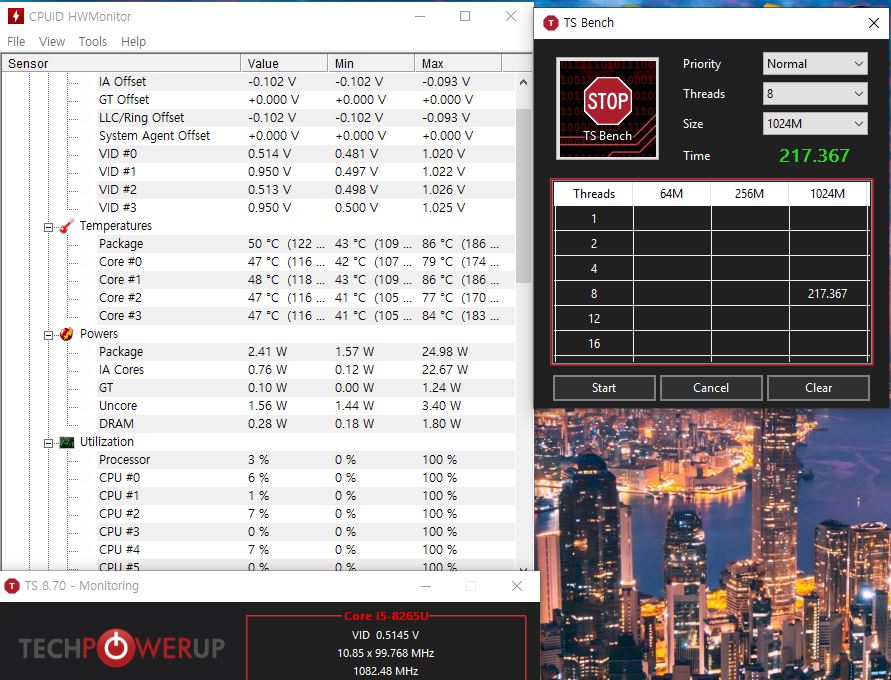 CPUID HWMonitor
File View Tools Help
Sensor Value Min Max
IA Offset -0.102 V -0.102 V -0.093 V
GT Offset +0.000 V +0.000 V +0.000 V
LLC/Ring Offset -0.102 V -0.102 V -0.093 V
System Agent Offset +0.000 V +0.000 V +0.000 V
VID #0 0.514 V 0.481 V 1.020 V
VID #1 0.950 V 0.497 V 1.022 V
VID #2 0.513 V 0.498 V 1.026 V
VID #3 0.950 V 0.500 V 1.025 V
Temperatures
Package 50 °C (122 ... 43 °C (109 ... 86 °C (186 ...
Core #0 47 °C (116 ... 42 °C (107 ... 79 °C (174 ...
Core #1 48 °C (118 ... 43 °C (109 ... 86 °C (186 ...
Core #2 47 °C (116 ... 41 °C (105 ... 77 °C (170 ...
Core #3 47 °C (116 ... 41 °C (105 ... 84 °C (183 ...
Powers
Package 2.41 W 1.57 W 24.98 W
IA Cores 0.76 W 0.12 W 22.67 W
GT 0.10 W 0.00 W 1.24 W
Uncore 1.56 W 1.44 W 3.40 W
DRAM 0.28 W 0.18 W 1.80 W
Utilization
Processor 3 % 0 % 100 %
CPU #0 6 % 0 % 100 %
CPU #1 1 % 0 % 100 %
CPU #2 7 % 0 % 100 %
CPU #3 0 % 0 % 100 %
CPU #4 7 % 0 % 100 %
CPU #5 0 % 0 % 100 %
TS Bench
STOP
TS Bench
Priority Normal
Threads 8
Size 1024M
Time 217.367
Threads 64M 256M 1024M
1
2
4
8 217.367
12
16
Start Cancel Clear
TS 8.70 - Monitoring
TECHPOWERUP
Core i5-8265U
VID 0.5145 V
10.85 x 99.768 MHz
1082.48 MHz